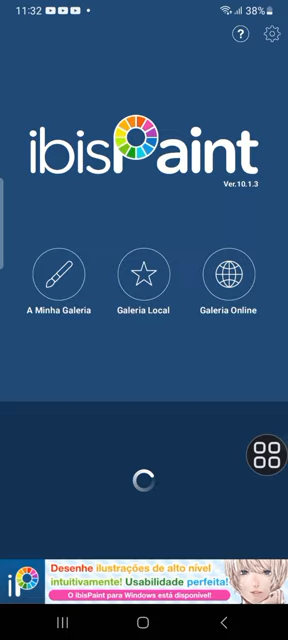 11:32
38%
?
ibisPaint
Ver.10.1.3
A Minha Galeria
Galeria Local
Galeria Online
Desenhe ilustrações de alto nível
intuitivamente! Usabilidade perfeita!
O ibisPaint para Windows está disponível!
iP